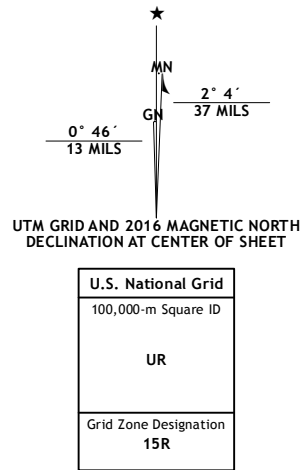 ★
MN
2° 4´
37 MILS
GN
0° 46´
13 MILS
UTM GRID AND 2016 MAGNETIC NORTH
DECLINATION AT CENTER OF SHEET
U.S. National Grid
100,000-m Square ID
UR
Grid Zone Designation
15R